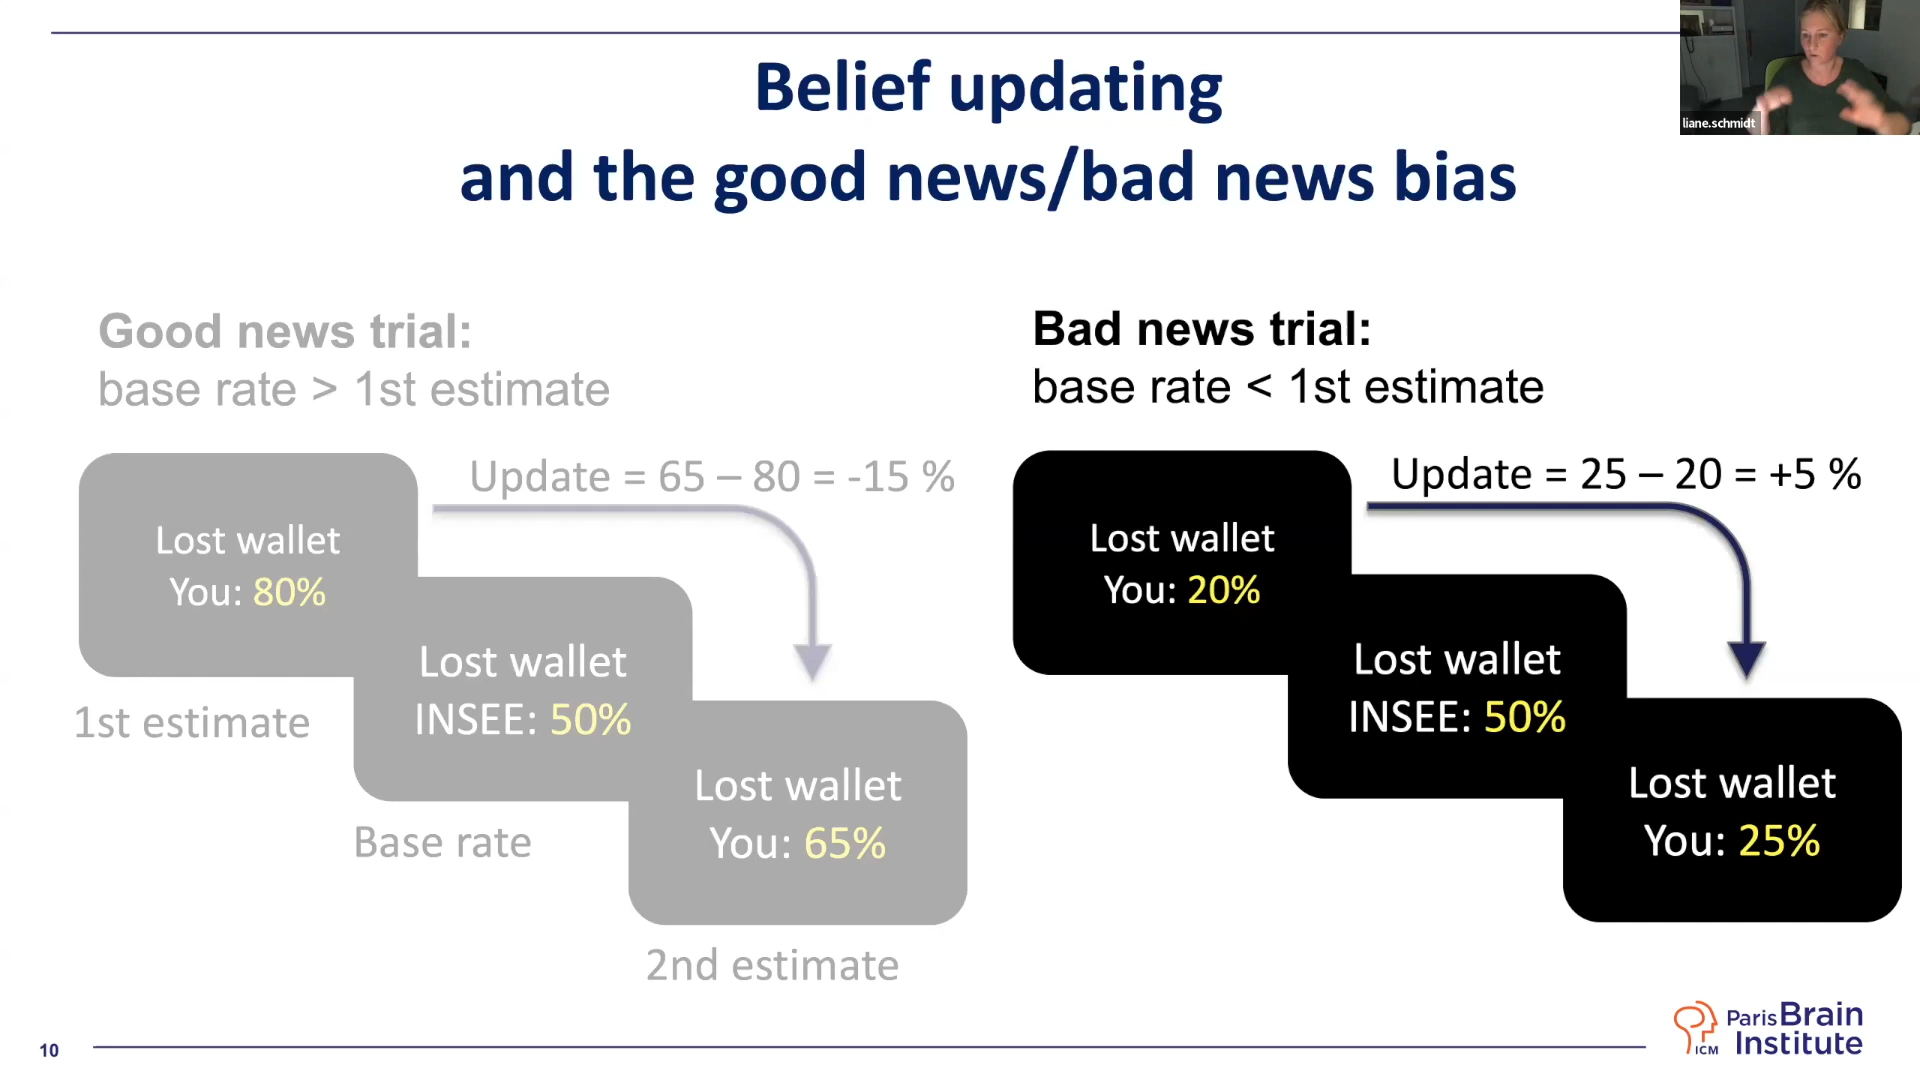 Belief updating
and the good news/bad news bias
liane.schmidt
Good news trial:
base rate > 1st estimate
Update = 65 – 80 = -15 %
Lost wallet
You: 80%
1st estimate
Lost wallet
INSEE: 50%
Base rate
Lost wallet
You: 65%
2nd estimate
Bad news trial:
base rate < 1st estimate
Update = 25 – 20 = +5 %
Lost wallet
You: 20%
Lost wallet
INSEE: 50%
Lost wallet
You: 25%
10
ICM
Paris Brain
Institute